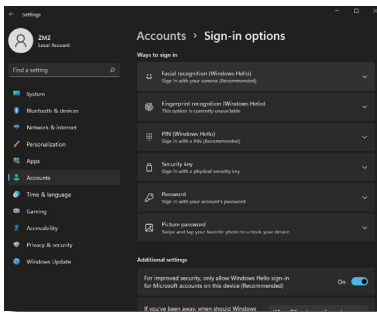 Settings
ZMZ
Local Account
Find a setting
System
Bluetooth & devices
Network & internet
Personalization
Apps
Accounts
Time & language
Gaming
Accessibility
Privacy & security
Windows Update
Accounts > Sign-in options
Ways to sign in
Facial recognition (Windows Hello)
Sign in with your camera (Recommended)
Fingerprint recognition (Windows Hello)
This option is currently unavailable
PIN (Windows Hello)
Sign in with a PIN (Recommended)
Security key
Sign in with a physical security key
Password
Sign in with your account's password
Picture password
Swipe and tap your favorite photo to unlock your device
Additional settings
For improved security, only allow Windows Hello sign-in
for Microsoft accounts on this device (Recommended)
On
If you've been away, when should Windows